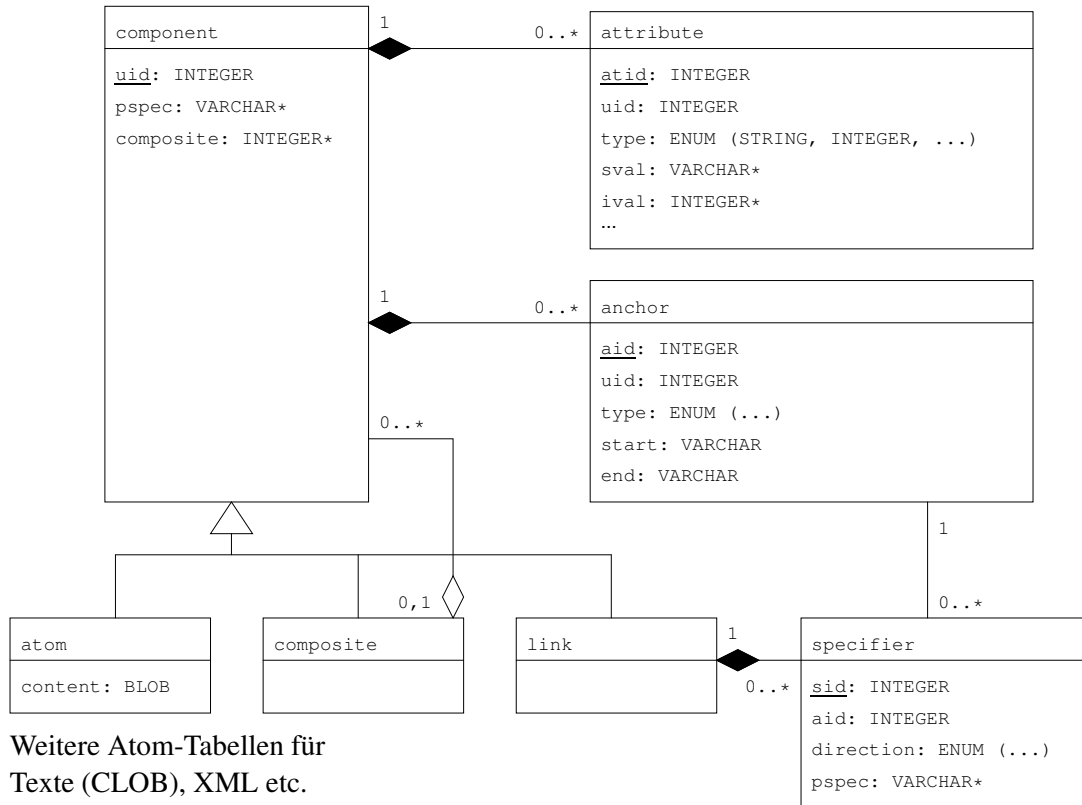 component
uid: INTEGER
pspec: VARCHAR*
composite: INTEGER*
1
0..*
attribute
atid: INTEGER
uid: INTEGER
type: ENUM (STRING, INTEGER, ...)
sval: VARCHAR*
ival: INTEGER*
...
1
0..*
anchor
aid: INTEGER
uid: INTEGER
type: ENUM (...)
start: VARCHAR
end: VARCHAR
0..*
1
0,1
0..*
atom
content: BLOB
composite
link
1
0..*
specifier
sid: INTEGER
aid: INTEGER
direction: ENUM (...)
pspec: VARCHAR*
Weitere Atom-Tabellen für
Texte (CLOB), XML etc.